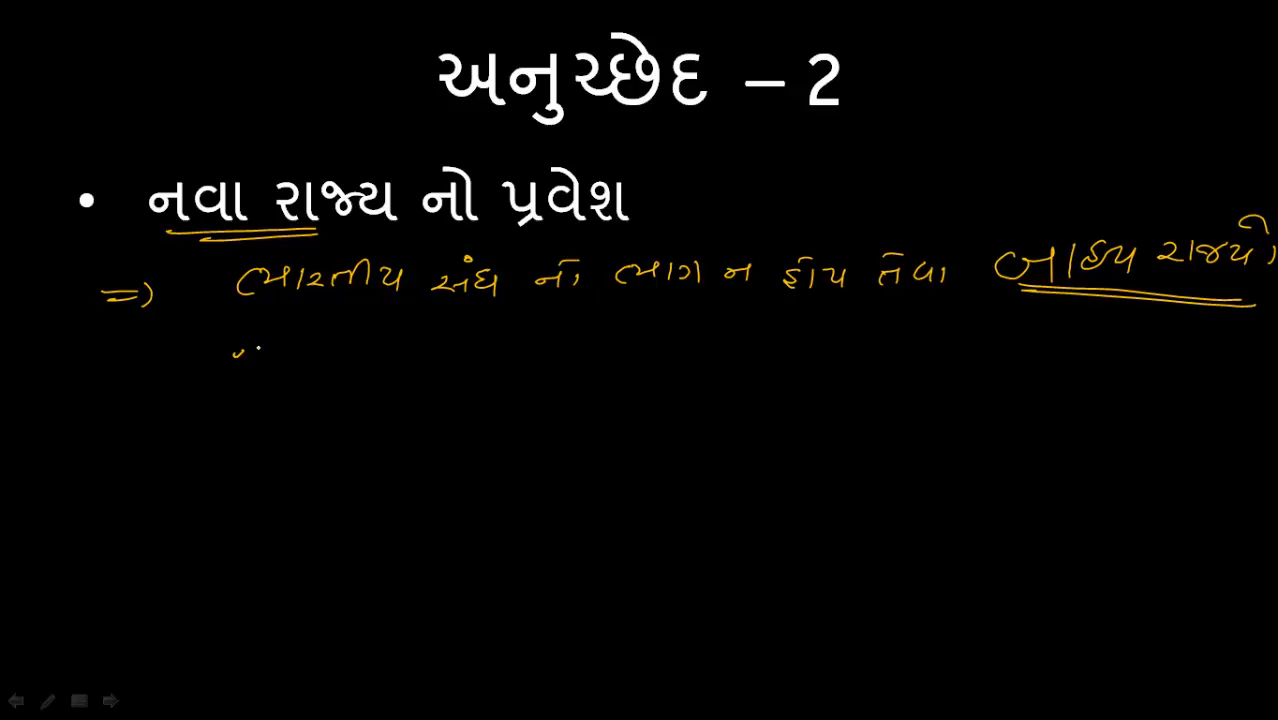 અનુચ્છેદ – 2
• નવા રાજ્ય નો પ્રવેશ
=> ભારતીય સંઘ નો ભાગ ન હોય તેવા બાહ્ય રાજ્યો